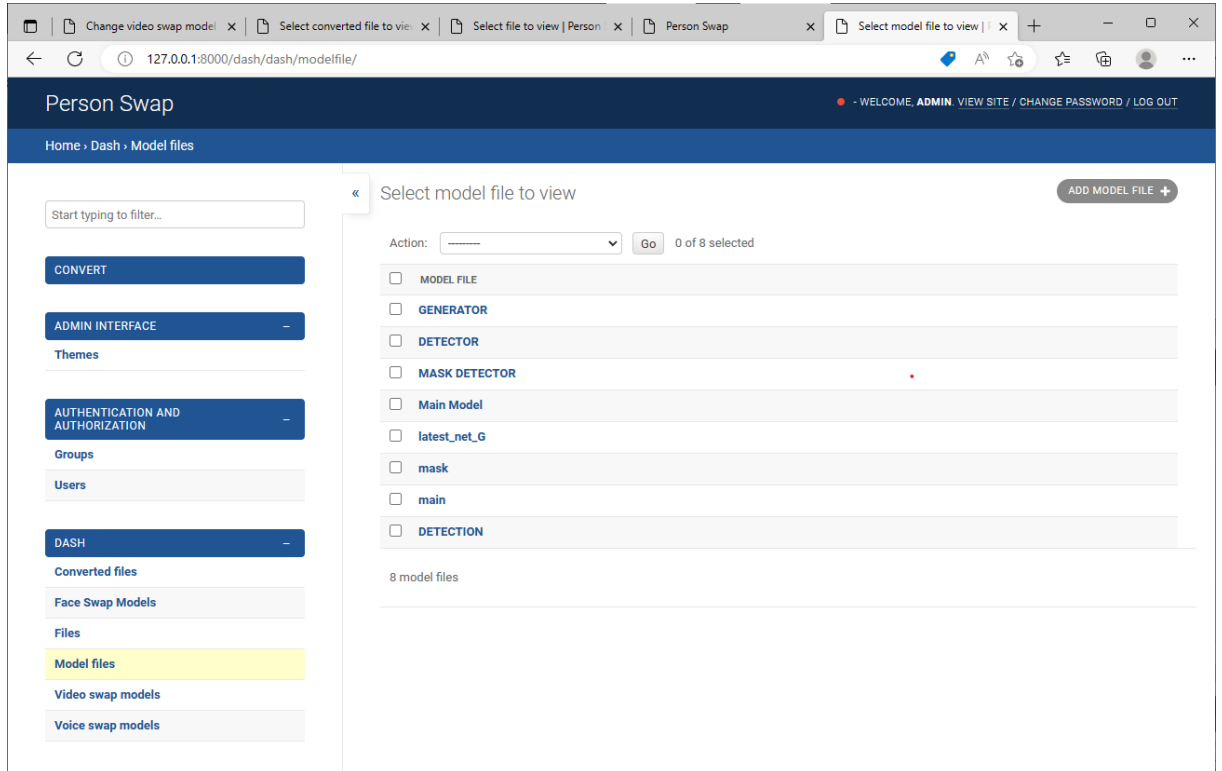 Change video swap model
Select converted file to vie
Select file to view | Person
Person Swap
Select model file to view |
127.0.0.1:8000/dash/dash/modelfile/
Person Swap
- WELCOME, ADMIN. VIEW SITE / CHANGE PASSWORD / LOG OUT
Home › Dash › Model files
Start typing to filter...
CONVERT
ADMIN INTERFACE
Themes
AUTHENTICATION AND
AUTHORIZATION
Groups
Users
DASH
Converted files
Face Swap Models
Files
Model files
Video swap models
Voice swap models
«
Select model file to view
ADD MODEL FILE +
Action: --------- Go 0 of 8 selected
MODEL FILE
GENERATOR
DETECTOR
MASK DETECTOR
Main Model
latest_net_G
mask
main
DETECTION
8 model files